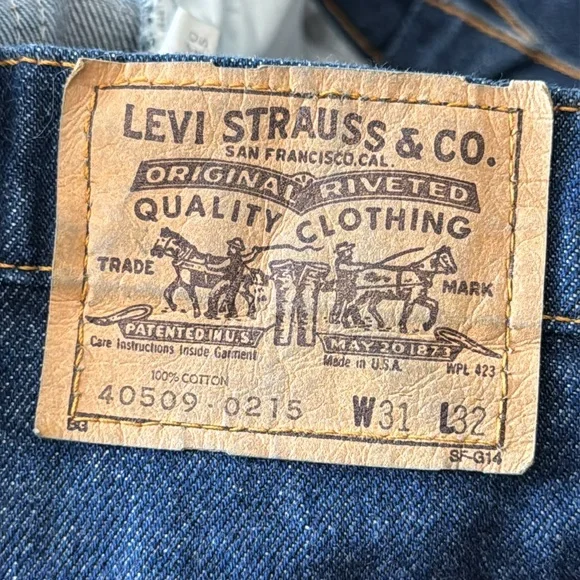 LEVI STRAUSS & CO.
SAN FRANCISCO, CAL.
ORIGINAL RIVETED
QUALITY CLOTHING
TRADE MARK
PATENTED IN U.S. MAY 20 1873
Care Instructions Inside Garment Made in U.S.A. WPL 423
100% COTTON
40509-0215 W31 L32
SF-G14